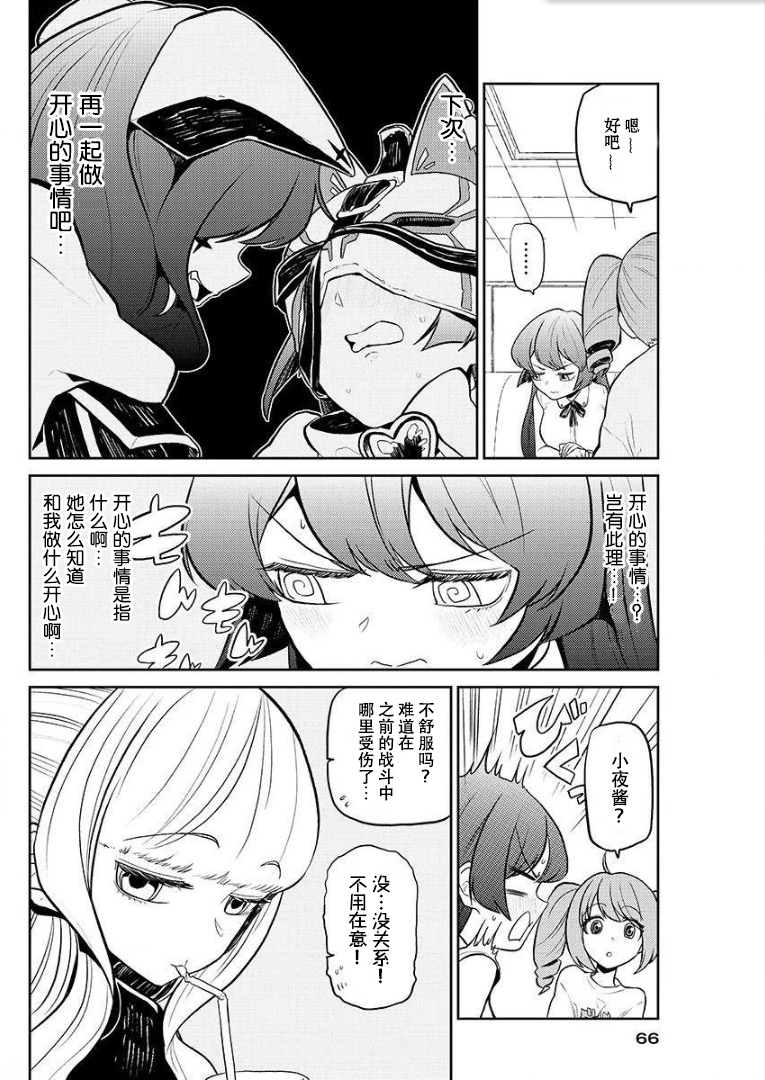 嗯~
好吧~
……
下次…
再一起做
开心的事情吧…
开心的事情…?
岂有此理…!
开心的事情是指
什么啊…
她怎么知道
和我做什么开心啊…
小夜酱?
不舒服吗?
难道在
之前的战斗中
哪里受伤了…
没…没关系!
不用在意!
66